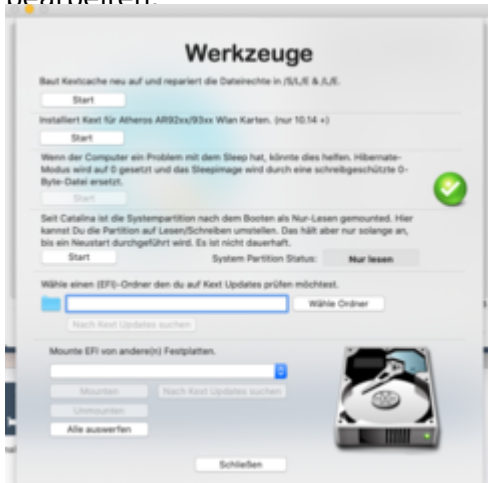 bearbeiten.
Werkzeuge
Baut Kextcache neu auf und repariert die Dateirechte in /S/L/E & /L/E.
Start
Installiert Kext für Atheros AR92xx/93xx Wlan Karten. (nur 10.14 +)
Start
Wenn der Computer ein Problem mit dem Sleep hat, könnte dies helfen. Hibernate-
Modus wird auf 0 gesetzt und das Sleepimage wird durch eine schreibgeschützte 0-
Byte-Datei ersetzt.
Start
Seit Catalina ist die Systempartition nach dem Booten als Nur-Lesen gemounted. Hier
kannst Du die Partition auf Lesen/Schreiben umstellen. Das hält aber nur solange an,
bis ein Neustart durchgeführt wird. Es ist nicht dauerhaft.
Start System Partition Status: Nur lesen
Wähle einen (EFI)-Ordner den du auf Kext Updates prüfen möchtest.
Wähle Ordner
Nach Kext Updates suchen
Mounte EFI von andere(n) Festplatten.
Mounten Nach Kext Updates suchen
Unmounten
Alle auswerfen
Schließen